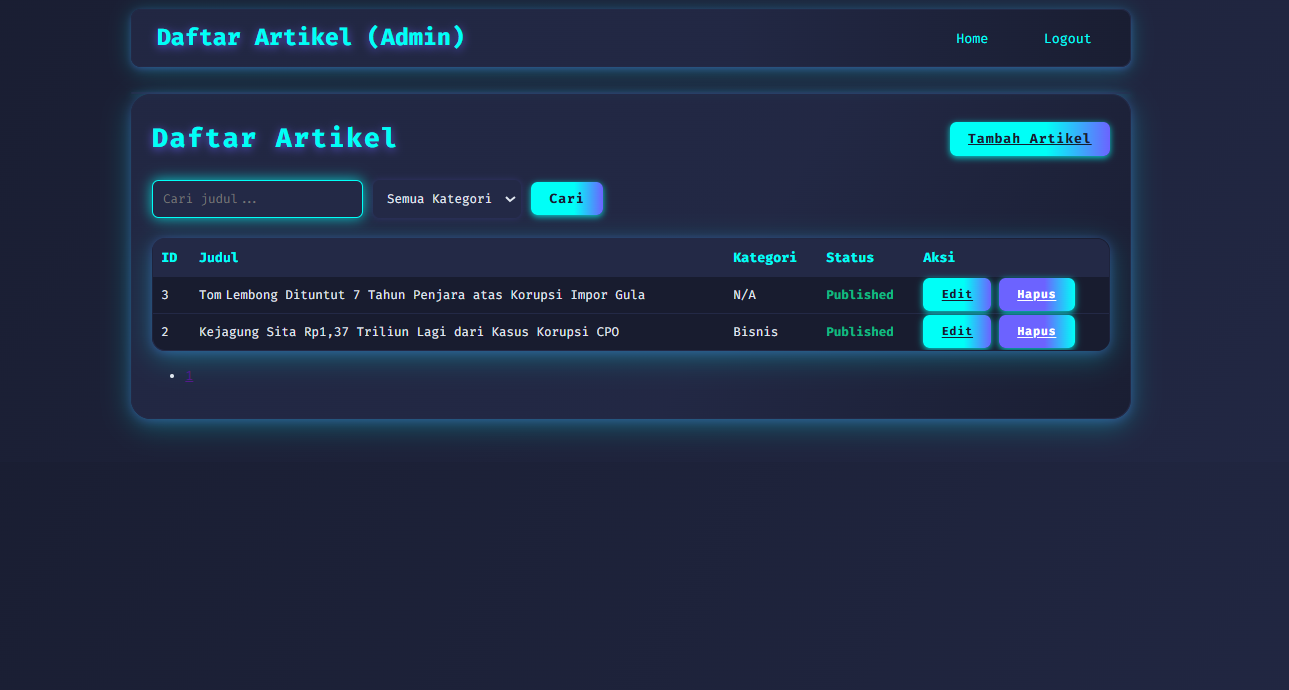 Daftar Artikel (Admin)
Home
Logout
Daftar Artikel
Tambah Artikel
Cari judul...
Semua Kategori
Cari
ID Judul Kategori Status Aksi
3 Tom Lembong Dituntut 7 Tahun Penjara atas Korupsi Impor Gula N/A Published Edit Hapus
2 Kejagung Sita Rp1,37 Triliun Lagi dari Kasus Korupsi CPO Bisnis Published Edit Hapus
• 1